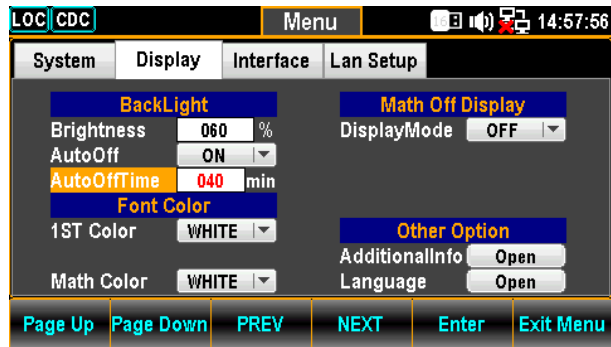 LOC CDC Menu 16 14:57:56
System Display Interface Lan Setup
BackLight Math Off Display
Brightness 060 % DisplayMode OFF
AutoOff ON
AutoOffTime 040 min
Font Color
1ST Color WHITE Other Option
AdditionalInfo Open
Math Color WHITE Language Open
Page Up Page Down PREV NEXT Enter Exit Menu